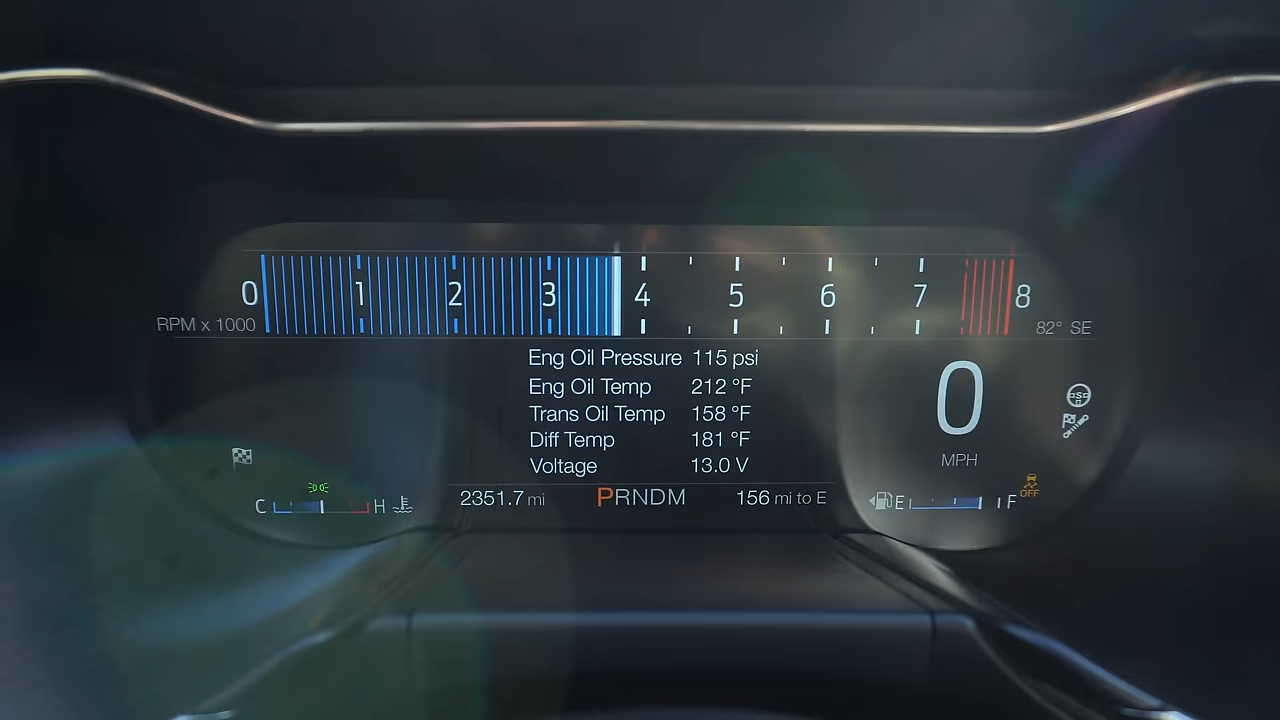 0 1 2 3 4 5 6 7 8
RPM x 1000
82° SE
Eng Oil Pressure 115 psi
Eng Oil Temp 212 °F
Trans Oil Temp 158 °F
Diff Temp 181 °F
Voltage 13.0 V
0
MPH
C H
2351.7 mi
PRNDM
156 mi to E
E F
OFF